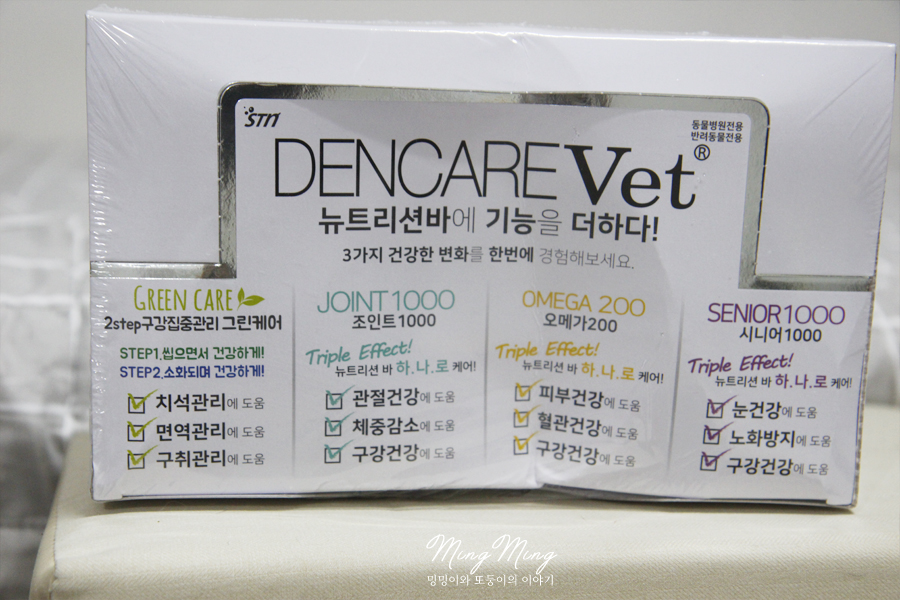 STN
동물병원전용
반려동물전용
DENCARE Vet®
뉴트리션바에 기능을 더하다!
3가지 건강한 변화를 한번에 경험해보세요.
GREEN CARE
2step구강집중관리 그린케어
STEP1.씹으면서 건강하게!
STEP2.소화되며 건강하게!
치석관리에 도움
면역관리에 도움
구취관리에 도움
JOINT1000
조인트1000
Triple Effect!
뉴트리션 바 하.나.로 케어!
관절건강에 도움
체중감소에 도움
구강건강에 도움
OMEGA 200
오메가200
Triple Effect!
뉴트리션 바 하.나.로 케어!
피부건강에 도움
혈관건강에 도움
구강건강에 도움
SENIOR1000
시니어1000
Triple Effect!
뉴트리션 바 하.나.로 케어!
눈건강에 도움
노화방지에 도움
구강건강에 도움
Ming Ming
밍밍이와 또둥이의 이야기